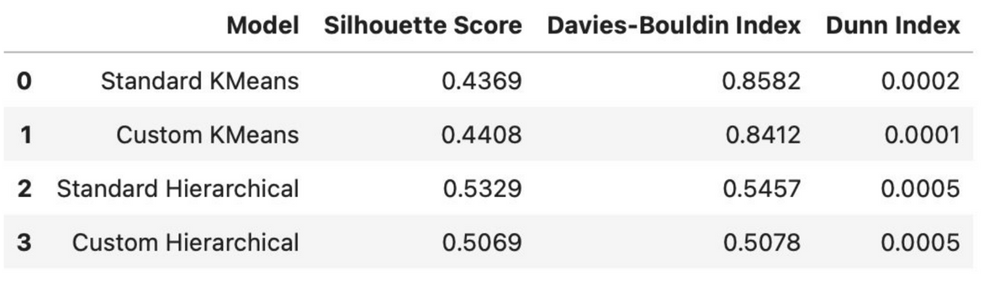 Model Silhouette Score Davies-Bouldin Index Dunn Index
0 Standard KMeans 0.4369 0.8582 0.0002
1 Custom KMeans 0.4408 0.8412 0.0001
2 Standard Hierarchical 0.5329 0.5457 0.0005
3 Custom Hierarchical 0.5069 0.5078 0.0005